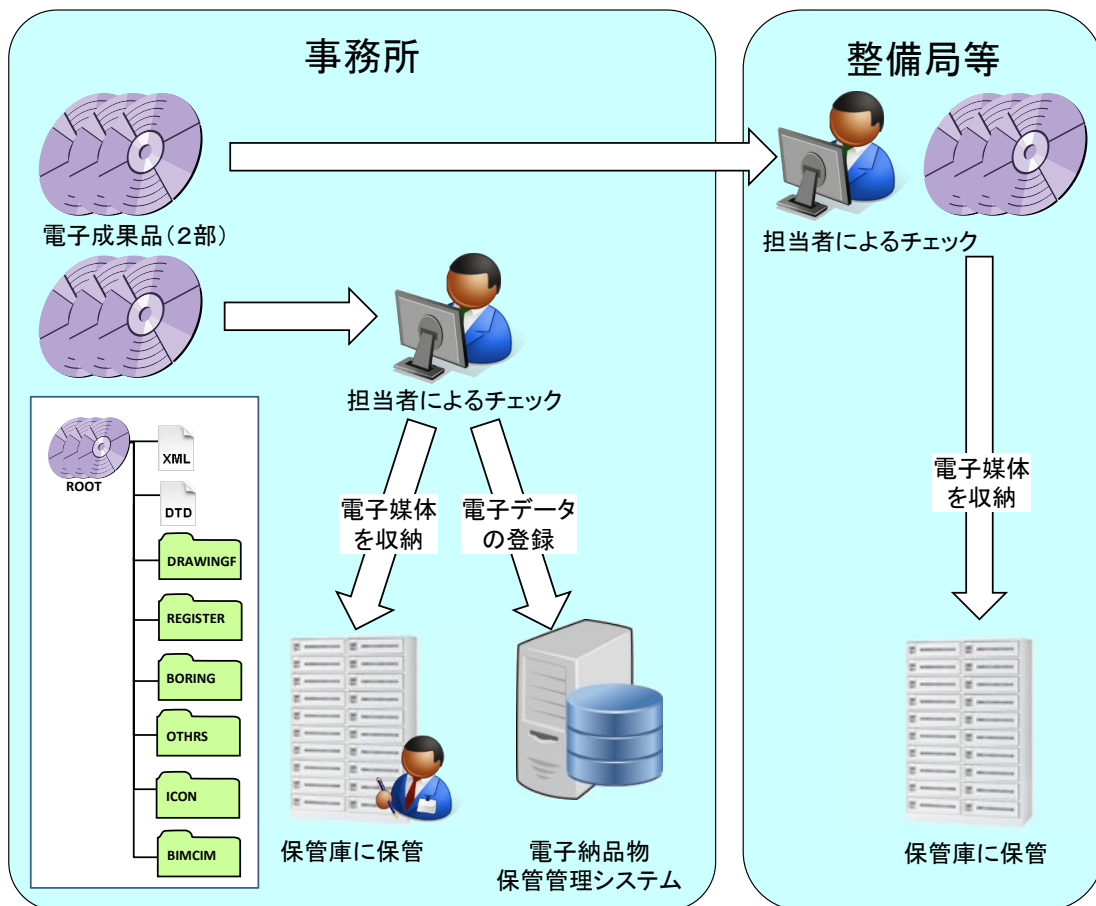 事務所
整備局等
電子成果品(２部)
担当者によるチェック
担当者によるチェック
XML
ROOT
DTD
DRAWINGF
REGISTER
BORING
OTHRS
ICON
BIMCIM
電子媒体
を収納
電子データ
の登録
電子媒体
を収納
保管庫に保管
電子納品物
保管管理システム
保管庫に保管